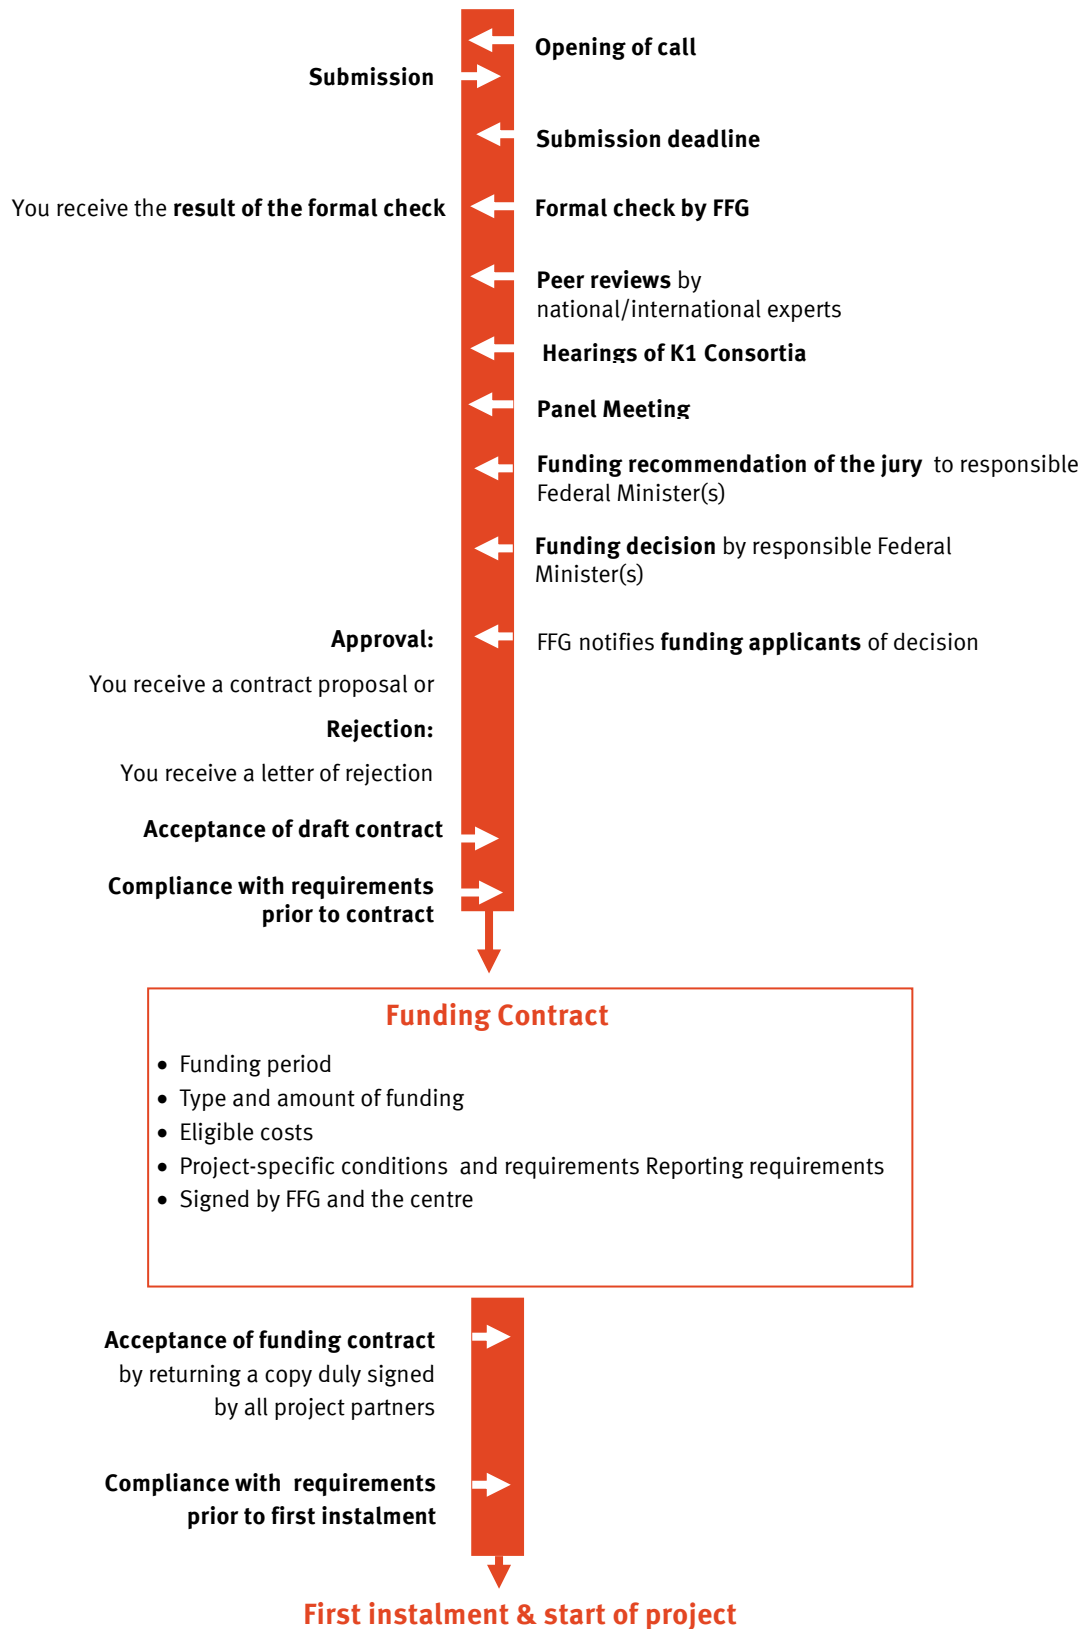 Opening of call
Submission
Submission deadline
You receive the result of the formal check
Formal check by FFG
Peer reviews by
national/international experts
Hearings of K1 Consortia
Panel Meeting
Funding recommendation of the jury to responsible
Federal Minister(s)
Funding decision by responsible Federal
Minister(s)
Approval:
FFG notifies funding applicants of decision
You receive a contract proposal or
Rejection:
You receive a letter of rejection
Acceptance of draft contract
Compliance with requirements
prior to contract
Funding Contract
• Funding period
• Type and amount of funding
• Eligible costs
• Project-specific conditions and requirements Reporting requirements
• Signed by FFG and the centre
Acceptance of funding contract
by returning a copy duly signed
by all project partners
Compliance with requirements
prior to first instalment
First instalment & start of project